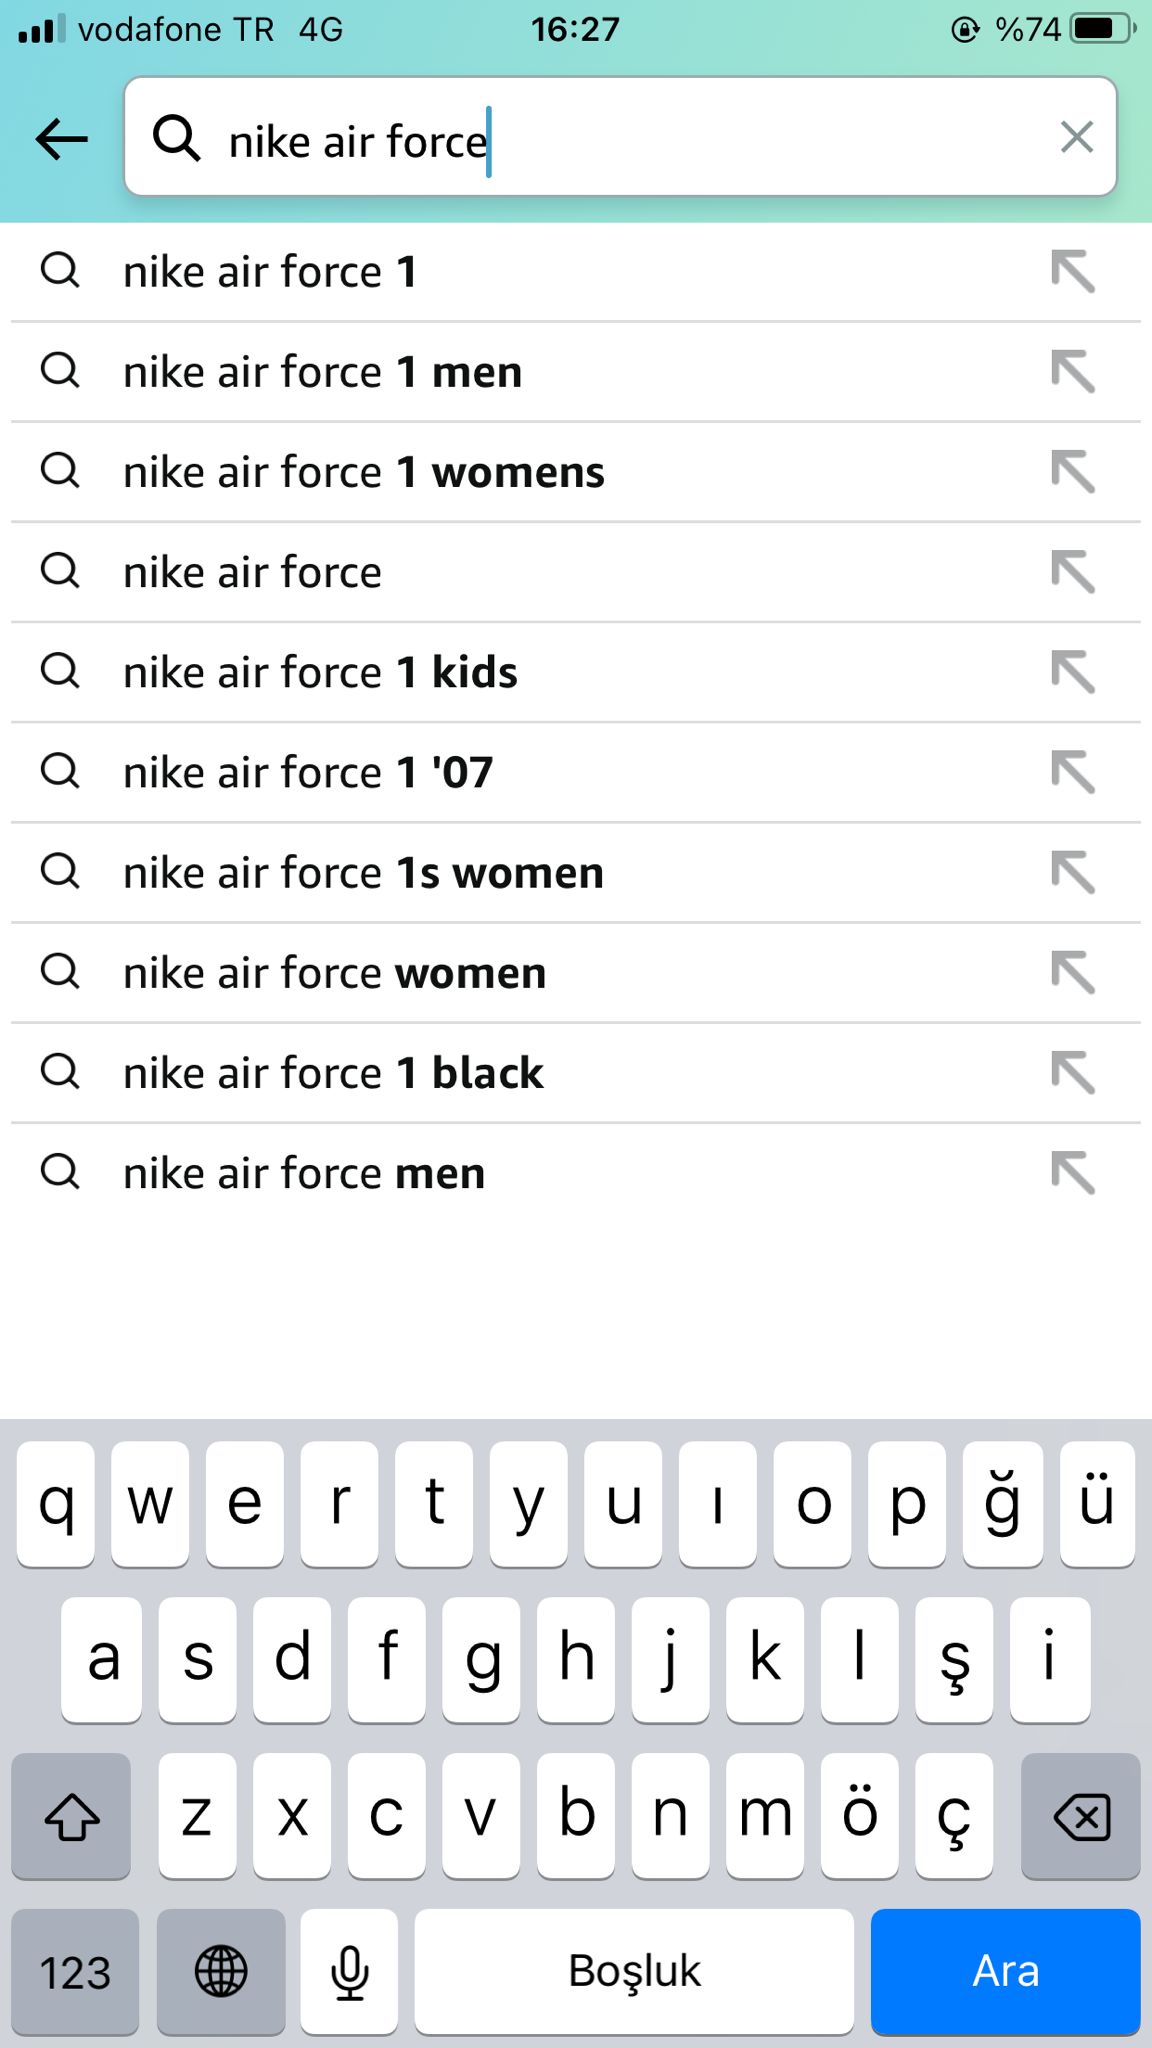 vodafone TR 4G 16:27 %74
nike air force
nike air force 1
nike air force 1 men
nike air force 1 womens
nike air force
nike air force 1 kids
nike air force 1 '07
nike air force 1s women
nike air force women
nike air force 1 black
nike air force men
q w e r t y u ı o p ğ ü
a s d f g h j k l ş i
z x c v b n m ö ç
123 Boşluk Ara